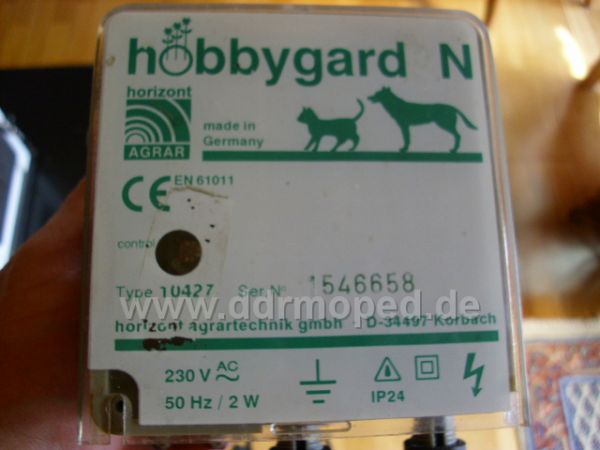 hobbygard N
horizont
AGRAR
made in
Germany
CE EN 61011
control
Type 10427 Ser.Nº 1546658
www.ddrmoped.de
horizont agrartechnik gmbh D-34497 Korbach
230 V AC
50 Hz / 2 W
IP24